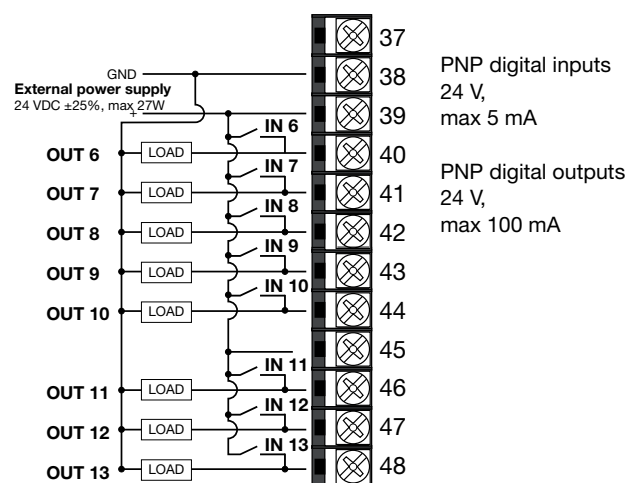 37
GND
38
PNP digital inputs
External power supply
24 VDC ±25%, max 27W
24 V,
+
39
max 5 mA
IN 6
OUT 6
LOAD
40
IN 7
PNP digital outputs
OUT 7
LOAD
41
24 V,
IN 8
max 100 mA
OUT 8
LOAD
42
IN 9
OUT 9
LOAD
43
IN 10
OUT 10
LOAD
44
45
IN 11
OUT 11
LOAD
46
IN 12
OUT 12
LOAD
47
IN 13
OUT 13
LOAD
48